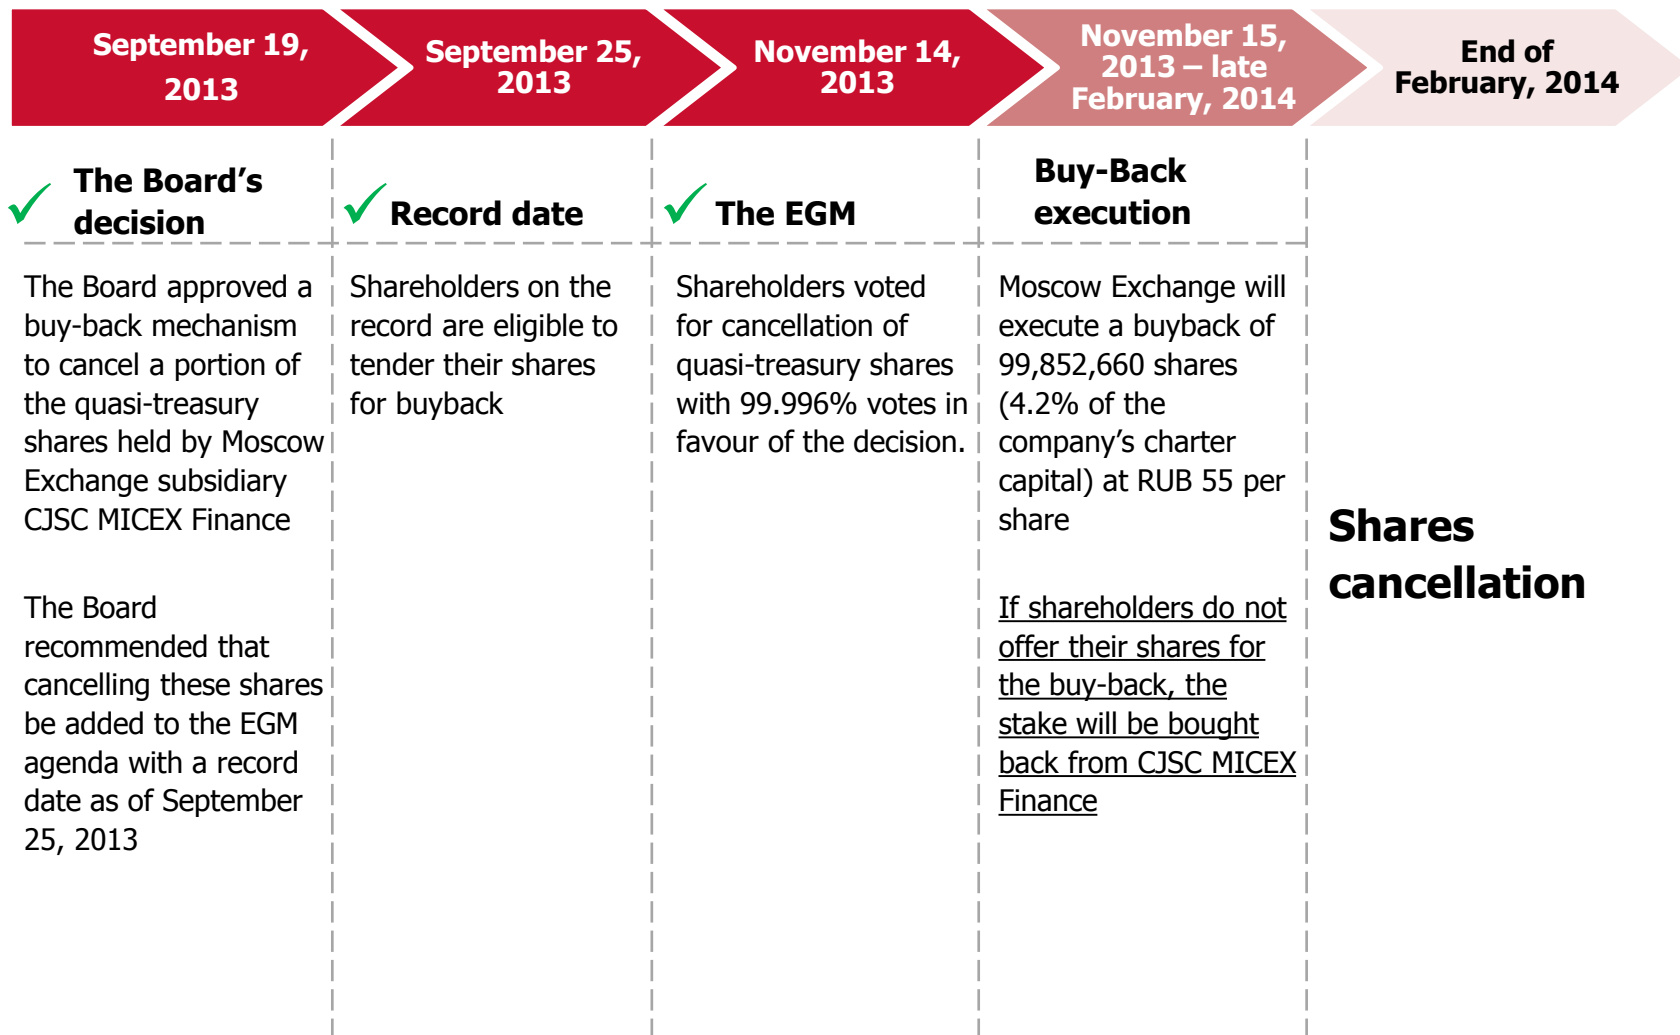 September 19,
2013
September 25,
2013
November 14,
2013
November 15,
2013 – late
February, 2014
End of
February, 2014
The Board's
decision
Record date
The EGM
Buy-Back
execution
The Board approved a
buy-back mechanism
to cancel a portion of
the quasi-treasury
shares held by Moscow
Exchange subsidiary
CJSC MICEX Finance
The Board
recommended that
cancelling these shares
be added to the EGM
agenda with a record
date as of September
25, 2013
Shareholders on the
record are eligible to
tender their shares
for buyback
Shareholders voted
for cancellation of
quasi-treasury shares
with 99.996% votes in
favour of the decision.
Moscow Exchange will
execute a buyback of
99,852,660 shares
(4.2% of the
company's charter
capital) at RUB 55 per
share
If shareholders do not
offer their shares for
the buy-back, the
stake will be bought
back from CJSC MICEX
Finance
Shares
cancellation